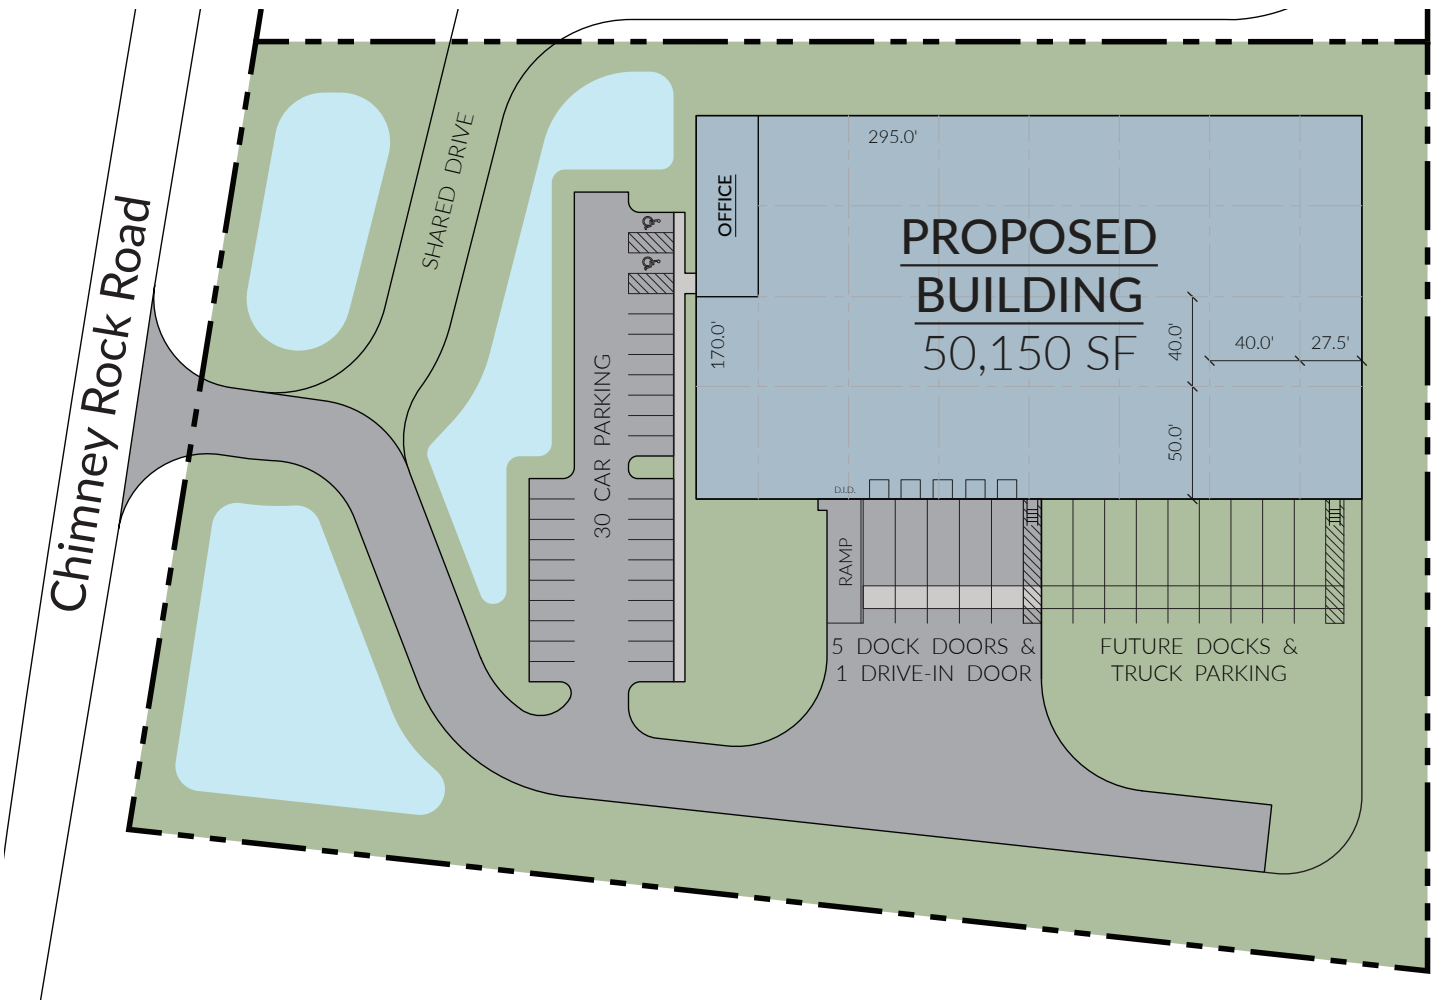 Chimney Rock Road
SHARED DRIVE
30 CAR PARKING
OFFICE
295.0'
170.0'
PROPOSED
BUILDING
50,150 SF
40.0'
40.0'
27.5'
50.0'
D.I.D.
RAMP
5 DOCK DOORS &
1 DRIVE-IN DOOR
FUTURE DOCKS &
TRUCK PARKING